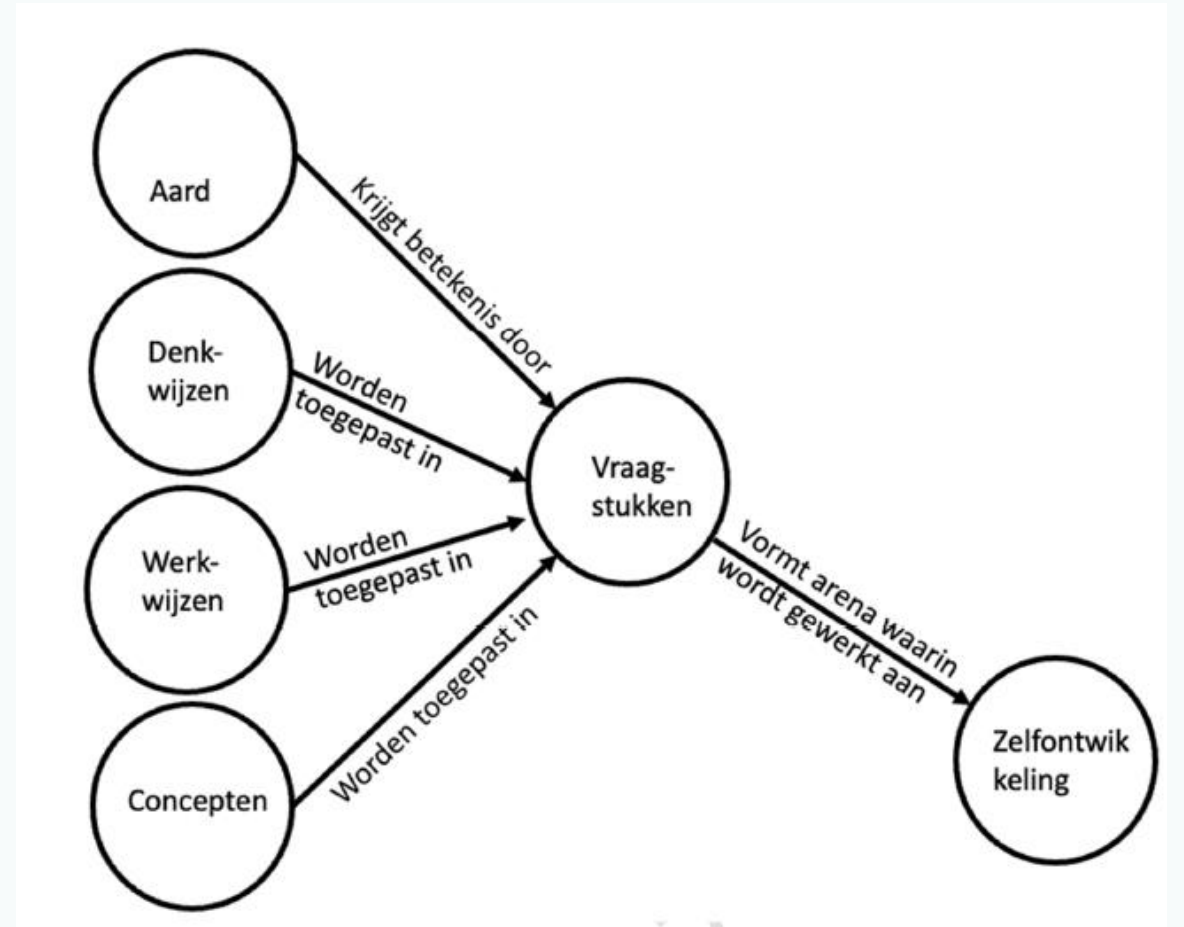 Aard
Krijgt betekenis door
Denk-
wijzen
Worden
toegepast in
Vraag-
stukken
Werk-
wijzen
Worden
toegepast in
Vormt arena waarin
wordt gewerkt aan
Concepten
Worden toegepast in
Zelfontwik
keling